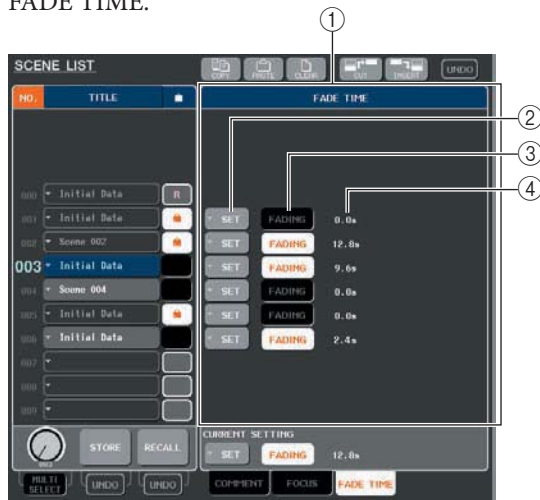 FADE TIME.
①
SCENE LIST
COPY PASTE CLEAR CUT INSERT UNDO
NO. TITLE FADE TIME
②
③
④
000 Initial Data R
001 Initial Data SET FADING 0.0s
002 Scene 002 SET FADING 12.8s
003 Initial Data SET FADING 9.6s
004 Scene 004 SET FADING 0.0s
005 Initial Data SET FADING 0.0s
006 Initial Data SET FADING 2.4s
007
008
009
CURRENT SETTING
STORE RECALL SET FADING 12.8s
003
MULTI SELECT UNDO UNDO COMMENT FOCUS FADE TIME